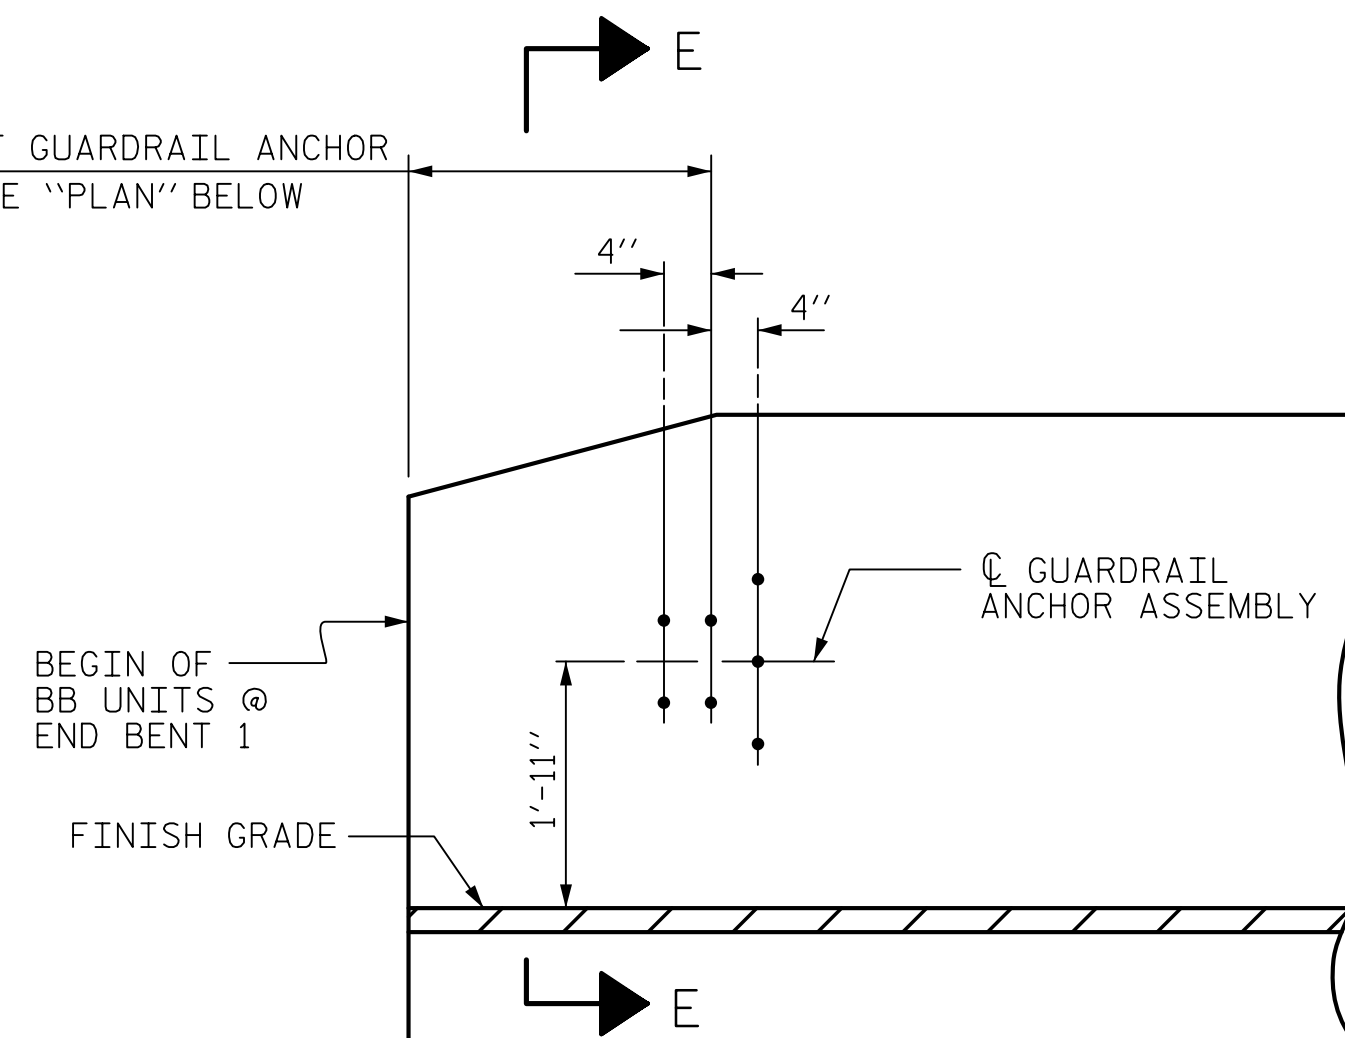 E
GUARDRAIL ANCHOR
E ‵‵PLAN′′ BELOW
4′′
4′′
℄ GUARDRAIL
ANCHOR ASSEMBLY
BEGIN OF
BB UNITS @
END BENT 1
1′-11′′
FINISH GRADE
E